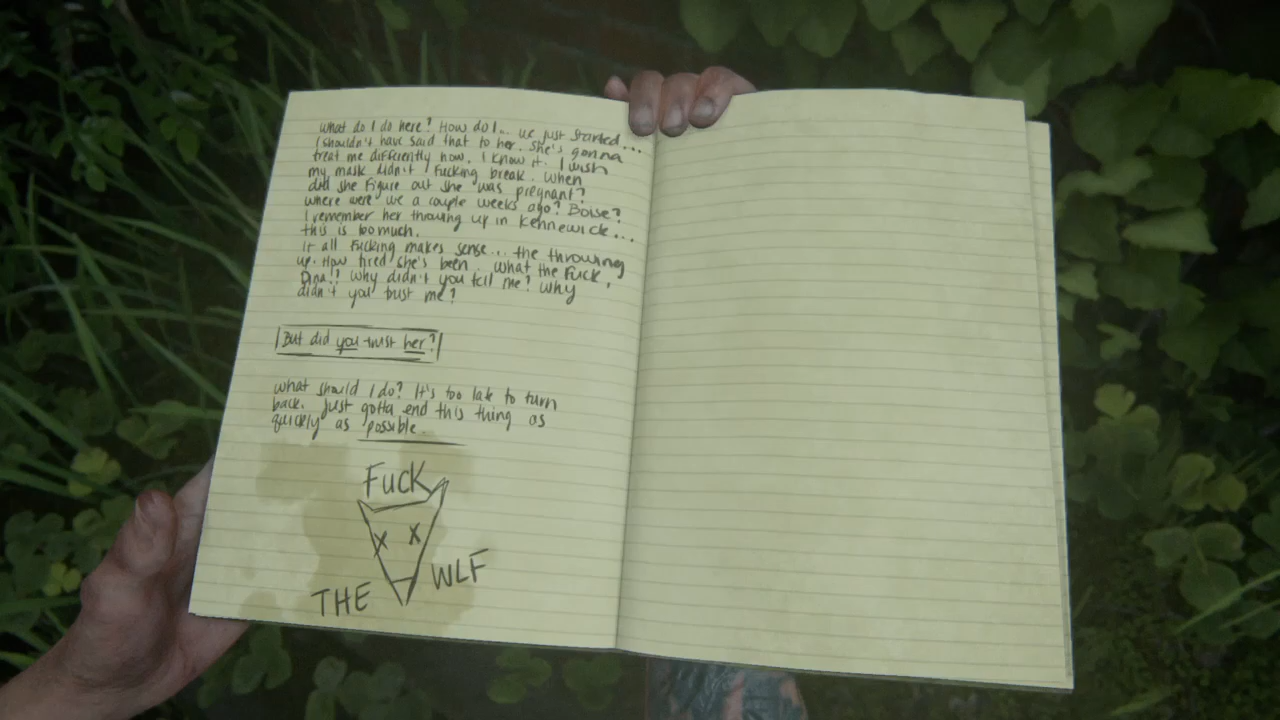 What do I do here? How do I... we just started...
I shouldn't have said that to her. She's gonna
treat me differently now. I know it. I wish
my mask didn't fucking break. When
did she figure out she was pregnant?
where were we a couple weeks ago? Boise?
I remember her throwing up in Kennewick...
this is too much.
it all fucking makes sense... the throwing
up. How tired she's been. What the fuck,
Dina!? Why didn't you tell me? Why
didn't you trust me?
But did you trust her?
what should I do? It's too late to turn
back. Just gotta end this thing as
quickly as possible.
Fuck
THE WLF